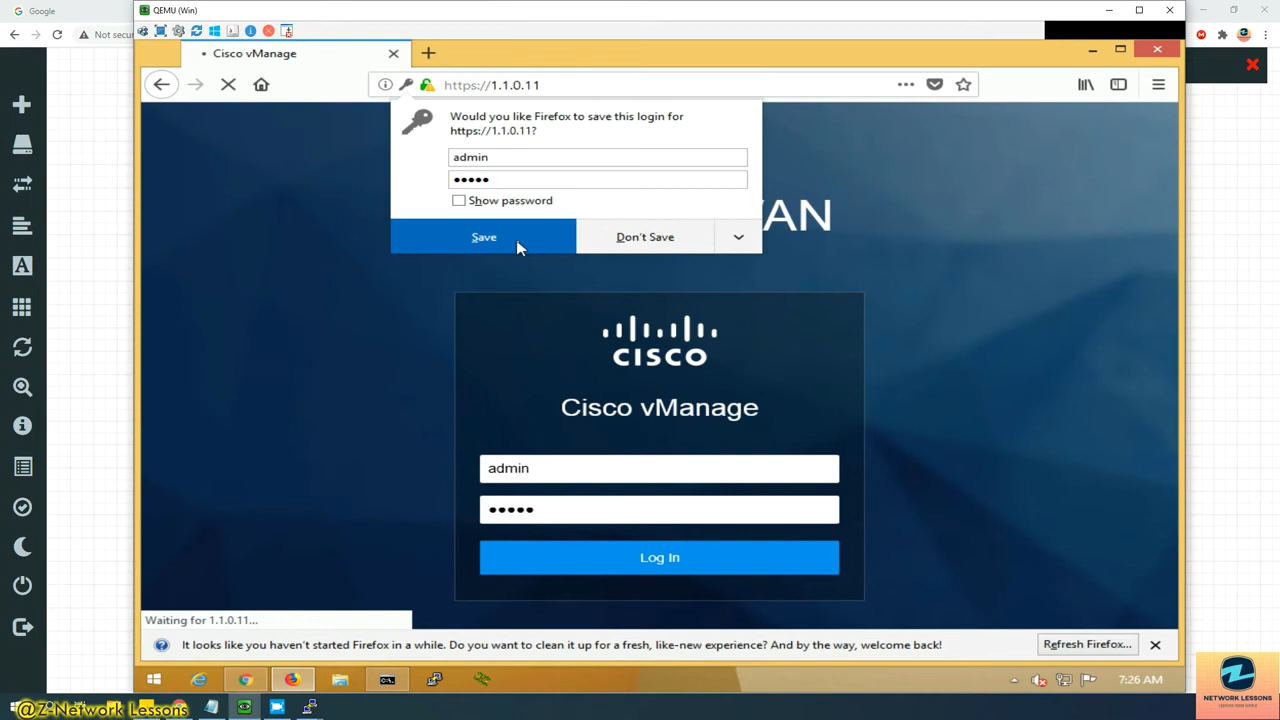 Google
Not secur
QEMU (Win)
Cisco vManage
https://1.1.0.11
Would you like Firefox to save this login for
https://1.1.0.11?
admin
•••••
Show password
Save
Don't Save
VAN
CISCO
Cisco vManage
admin
•••••
Log In
Waiting for 1.1.0.11...
It looks like you haven't started Firefox in a while. Do you want to clean it up for a fresh, like-new experience? And by the way, welcome back!
Refresh Firefox...
7:26 AM
@Z-Network Lessons
NETWORK LESSONS